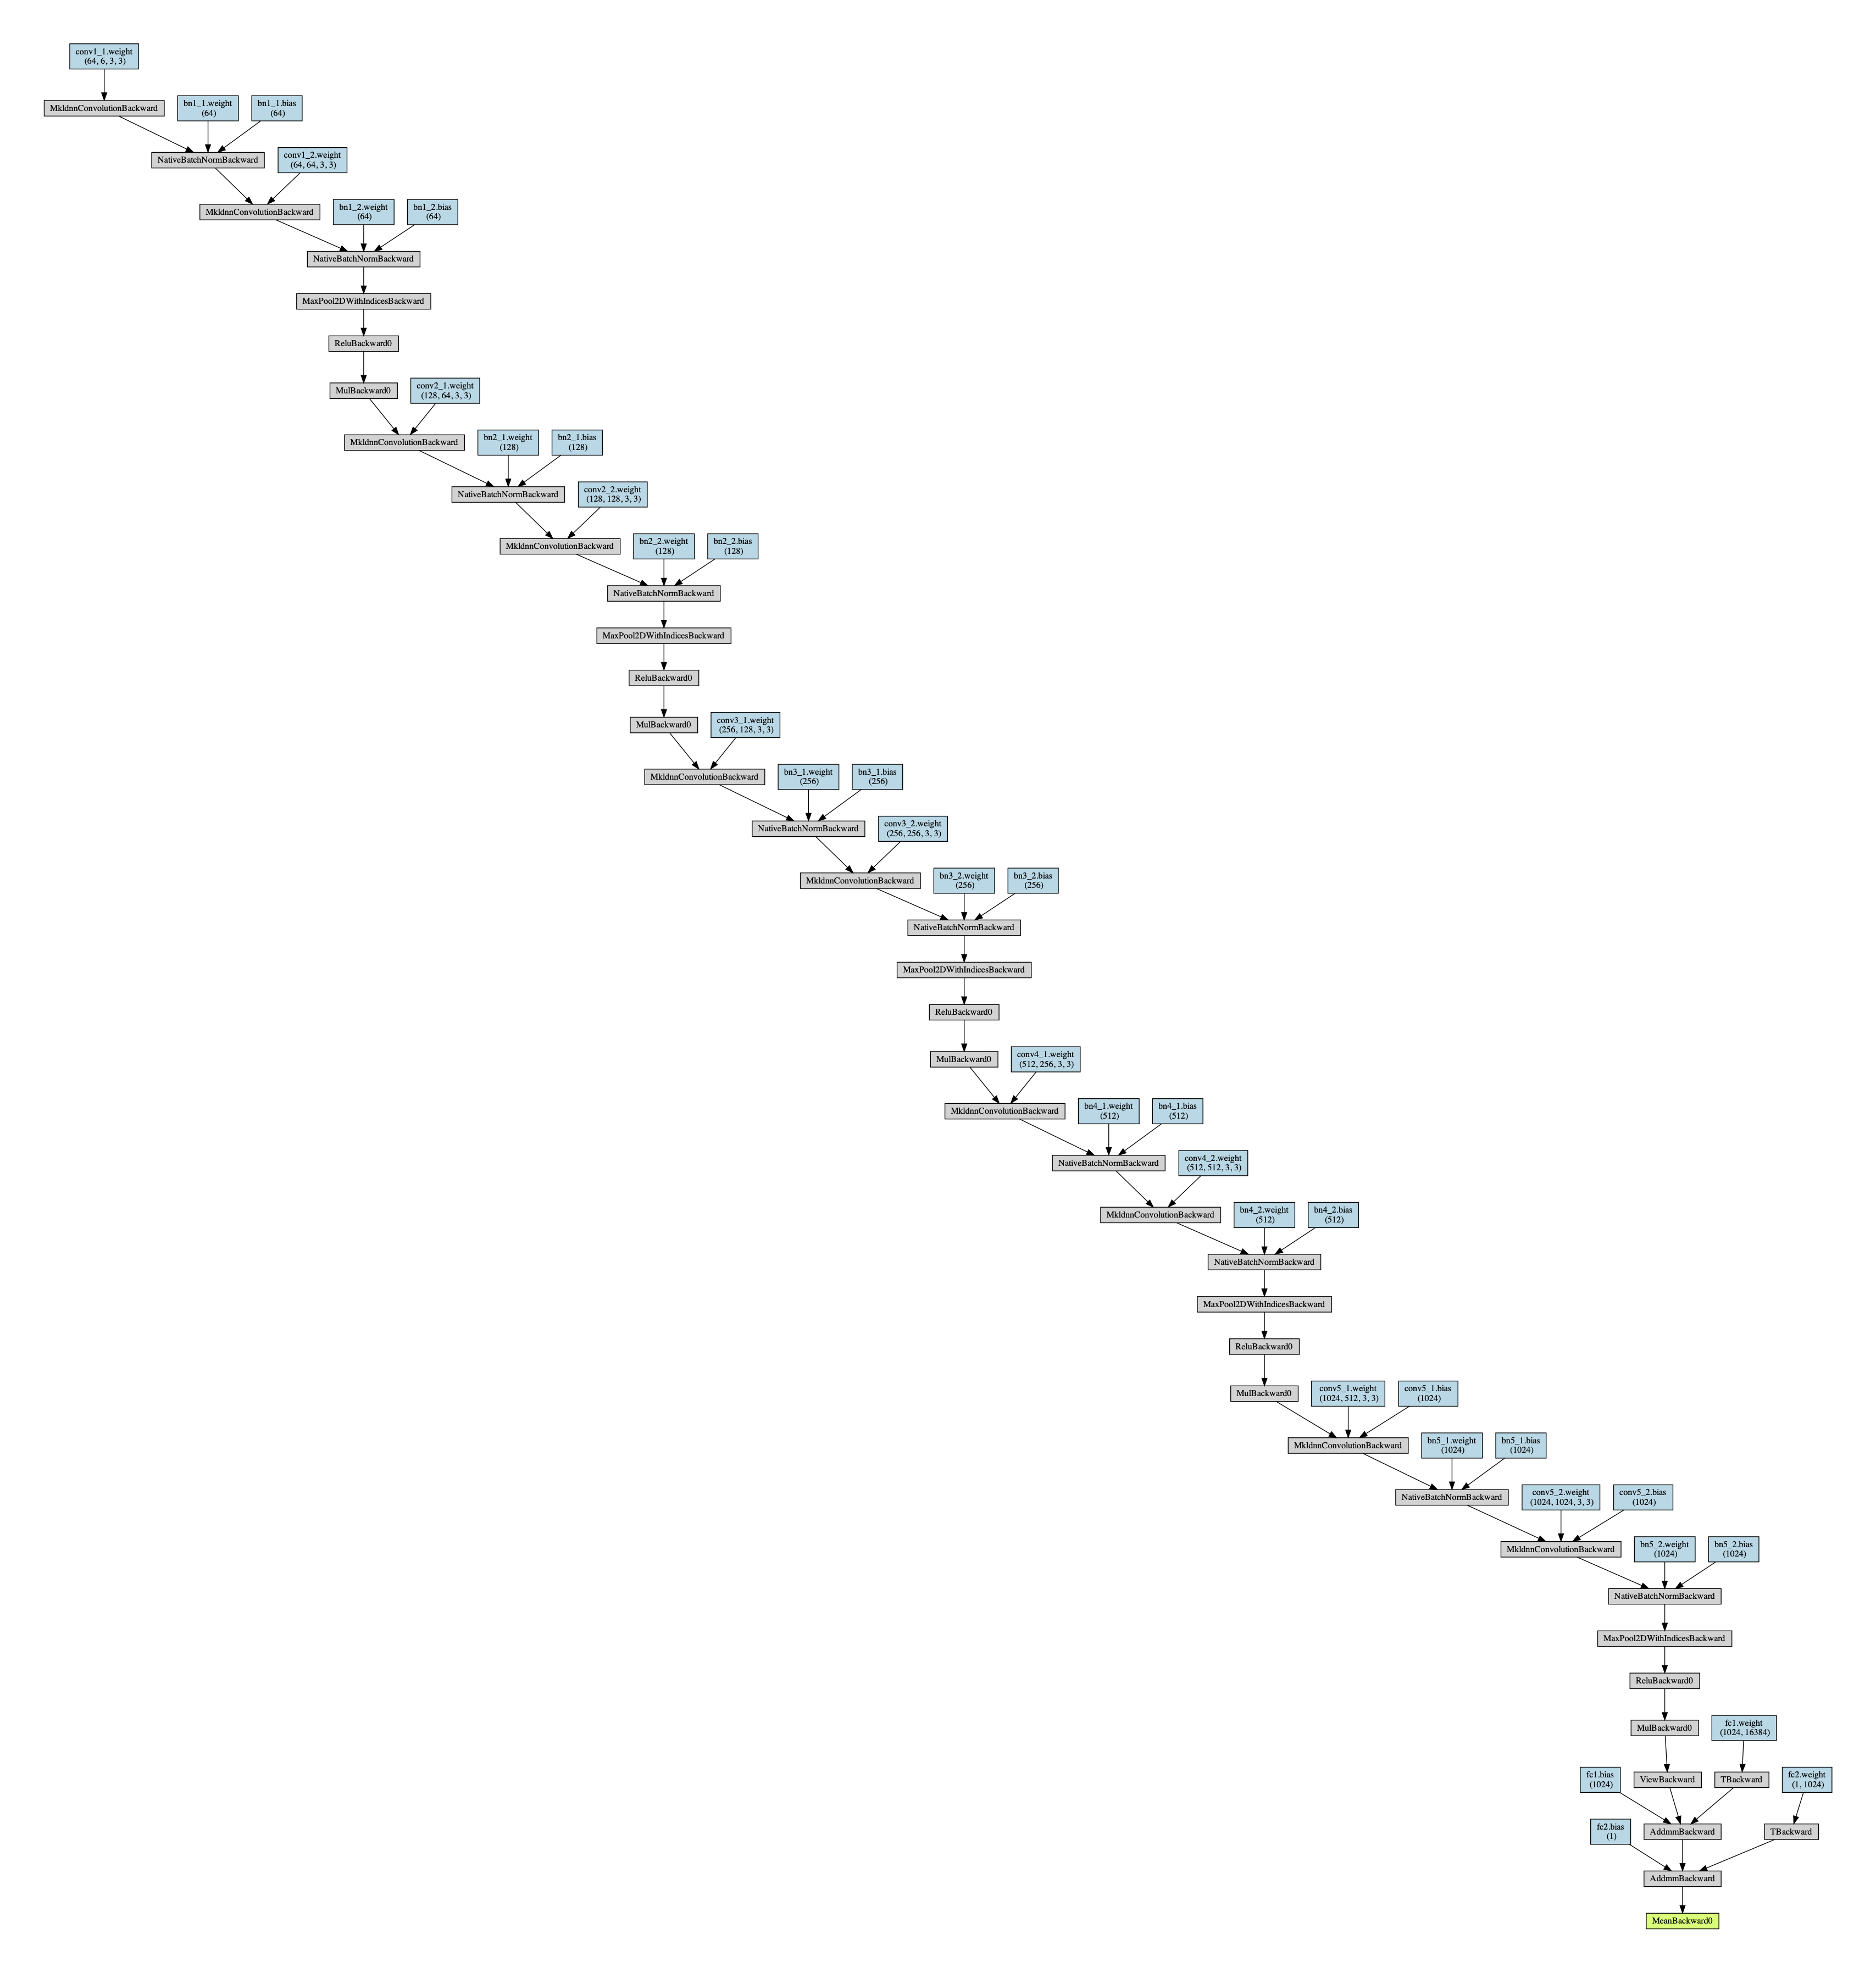 conv1_1.weight
(64, 6, 3, 3)
MkldnnConvolutionBackward
bn1_1.weight
(64)
bn1_1.bias
(64)
NativeBatchNormBackward
conv1_2.weight
(64, 64, 3, 3)
MkldnnConvolutionBackward
bn1_2.weight
(64)
bn1_2.bias
(64)
NativeBatchNormBackward
MaxPool2DWithIndicesBackward
ReluBackward0
MulBackward0
conv2_1.weight
(128, 64, 3, 3)
MkldnnConvolutionBackward
bn2_1.weight
(128)
bn2_1.bias
(128)
NativeBatchNormBackward
conv2_2.weight
(128, 128, 3, 3)
MkldnnConvolutionBackward
bn2_2.weight
(128)
bn2_2.bias
(128)
NativeBatchNormBackward
MaxPool2DWithIndicesBackward
ReluBackward0
MulBackward0
conv3_1.weight
(256, 128, 3, 3)
MkldnnConvolutionBackward
bn3_1.weight
(256)
bn3_1.bias
(256)
NativeBatchNormBackward
conv3_2.weight
(256, 256, 3, 3)
MkldnnConvolutionBackward
bn3_2.weight
(256)
bn3_2.bias
(256)
NativeBatchNormBackward
MaxPool2DWithIndicesBackward
ReluBackward0
MulBackward0
conv4_1.weight
(512, 256, 3, 3)
MkldnnConvolutionBackward
bn4_1.weight
(512)
bn4_1.bias
(512)
NativeBatchNormBackward
conv4_2.weight
(512, 512, 3, 3)
MkldnnConvolutionBackward
bn4_2.weight
(512)
bn4_2.bias
(512)
NativeBatchNormBackward
MaxPool2DWithIndicesBackward
ReluBackward0
MulBackward0
conv5_1.weight
(1024, 512, 3, 3)
conv5_1.bias
(1024)
MkldnnConvolutionBackward
bn5_1.weight
(1024)
bn5_1.bias
(1024)
NativeBatchNormBackward
conv5_2.weight
(1024, 1024, 3, 3)
conv5_2.bias
(1024)
MkldnnConvolutionBackward
bn5_2.weight
(1024)
bn5_2.bias
(1024)
NativeBatchNormBackward
MaxPool2DWithIndicesBackward
ReluBackward0
MulBackward0
fc1.weight
(1024, 16384)
fc1.bias
(1024)
ViewBackward
TBackward
fc2.weight
(1, 1024)
fc2.bias
(1)
AddmmBackward
TBackward
AddmmBackward
MeanBackward0